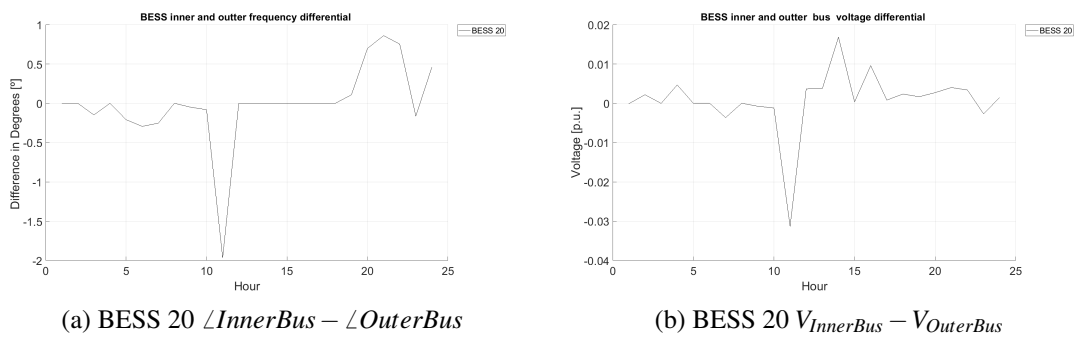 BESS inner and outter frequency differential
BESS 20
1
0.5
0
-0.5
-1
-1.5
-2
Difference in Degrees [º]
0 5 10 15 20 25
Hour
(a) BESS 20 ∠InnerBus − ∠OuterBus
BESS inner and outter bus voltage differential
BESS 20
0.02
0.01
0
-0.01
-0.02
-0.03
-0.04
Voltage [p.u.]
0 5 10 15 20 25
Hour
(b) BESS 20 V_InnerBus − V_OuterBus